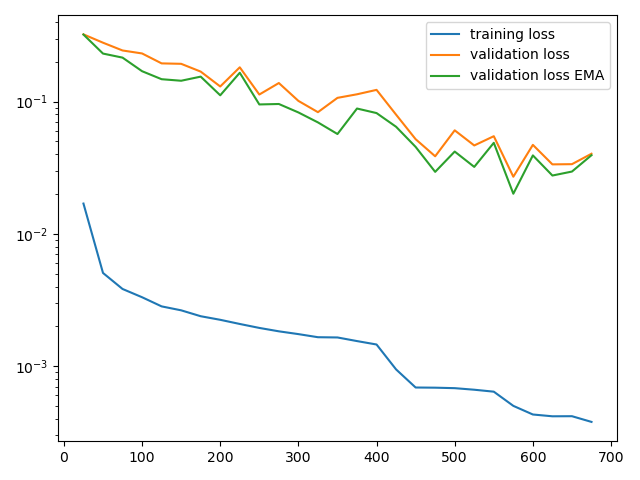 training loss
validation loss
validation loss EMA
10⁻¹
10⁻²
10⁻³
0 100 200 300 400 500 600 700